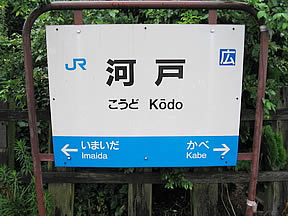 JR 河戸 広
こうど Kōdo
← いまいだ かべ →
Imaida Kabe